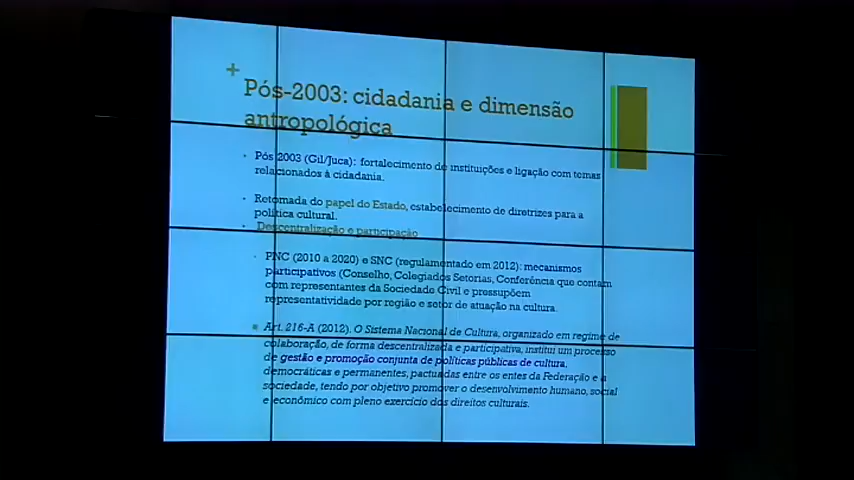 +
Pós-2003: cidadania e dimensão
antropológica
• Pós 2003 (Gil/Juca): fortalecimento de instituições e ligação com temas
relacionados à cidadania.
• Retomada do papel do Estado, estabelecimento de diretrizes para a
política cultural.
• Descentralização e participação
• PNC (2010 a 2020) e SNC (regulamentado em 2012): mecanismos
participativos (Conselho, Colegiados Setorias, Conferência que contam
com representantes da Sociedade Civil e pressupõem
representatividade por região e setor de atuação na cultura.
Art. 216-A (2012). O Sistema Nacional de Cultura, organizado em regime de
colaboração, de forma descentralizada e participativa, institui um processo
de gestão e promoção conjunta de políticas públicas de cultura,
democráticas e permanentes, pactuadas entre os entes da Federação e a
sociedade, tendo por objetivo promover o desenvolvimento humano, social
e econômico com pleno exercício dos direitos culturais.